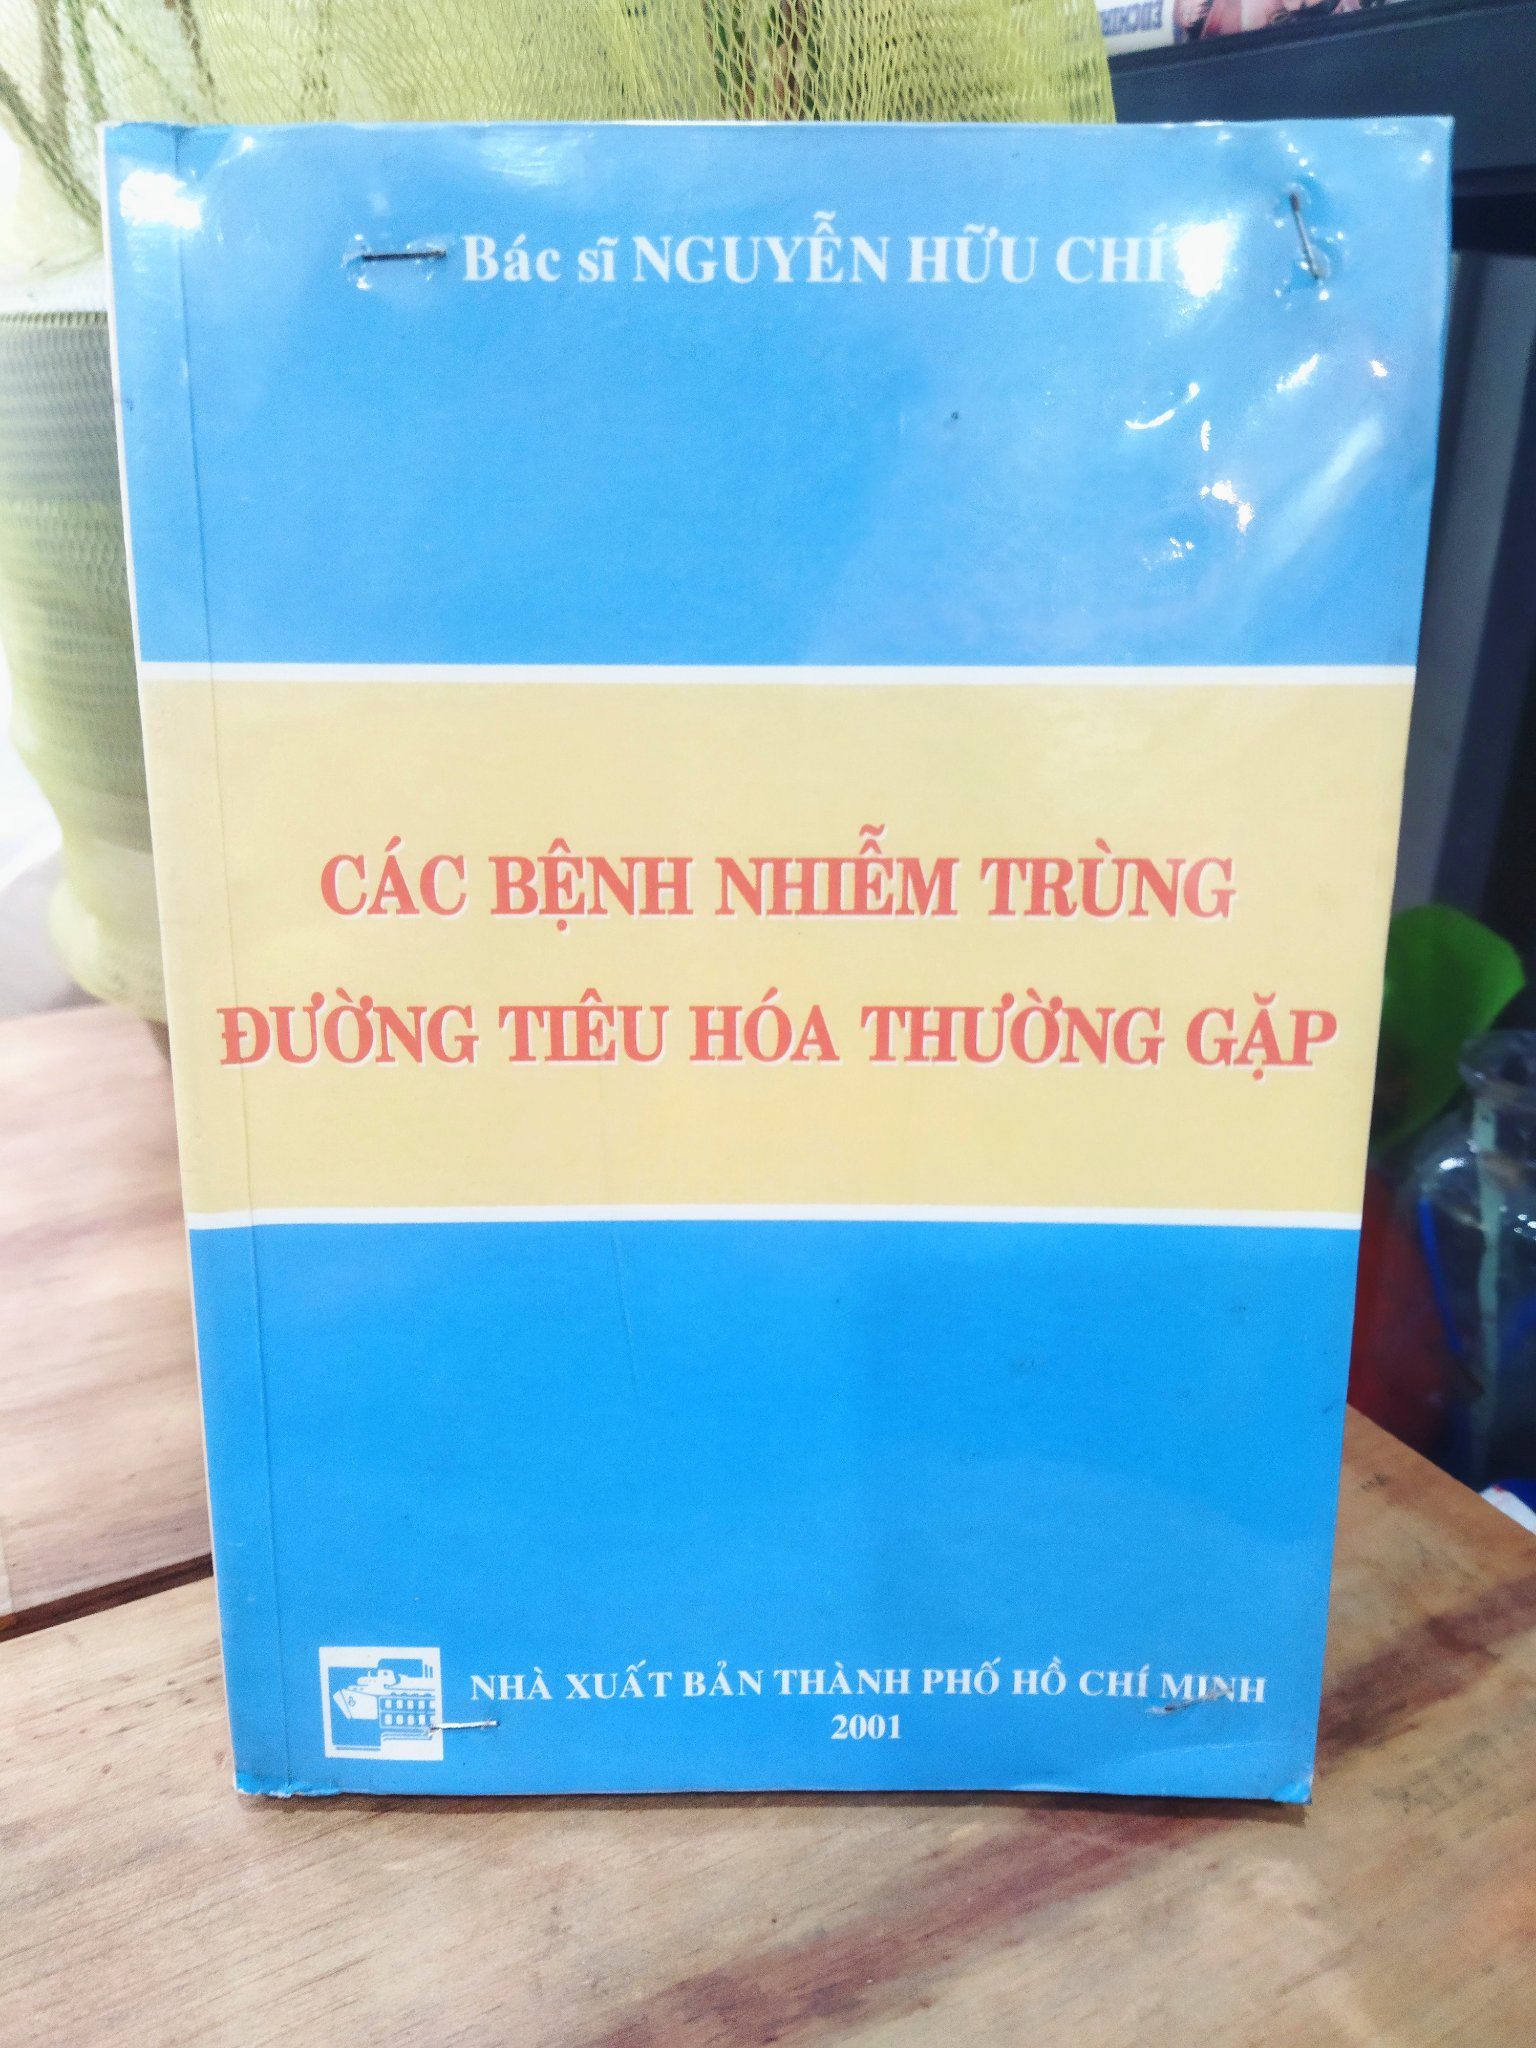 Bác sĩ NGUYỄN HỮU CHÍ
CÁC BỆNH NHIỄM TRÙNG
ĐƯỜNG TIÊU HÓA THƯỜNG GẶP
NHÀ XUẤT BẢN THÀNH PHỐ HỒ CHÍ MINH
2001